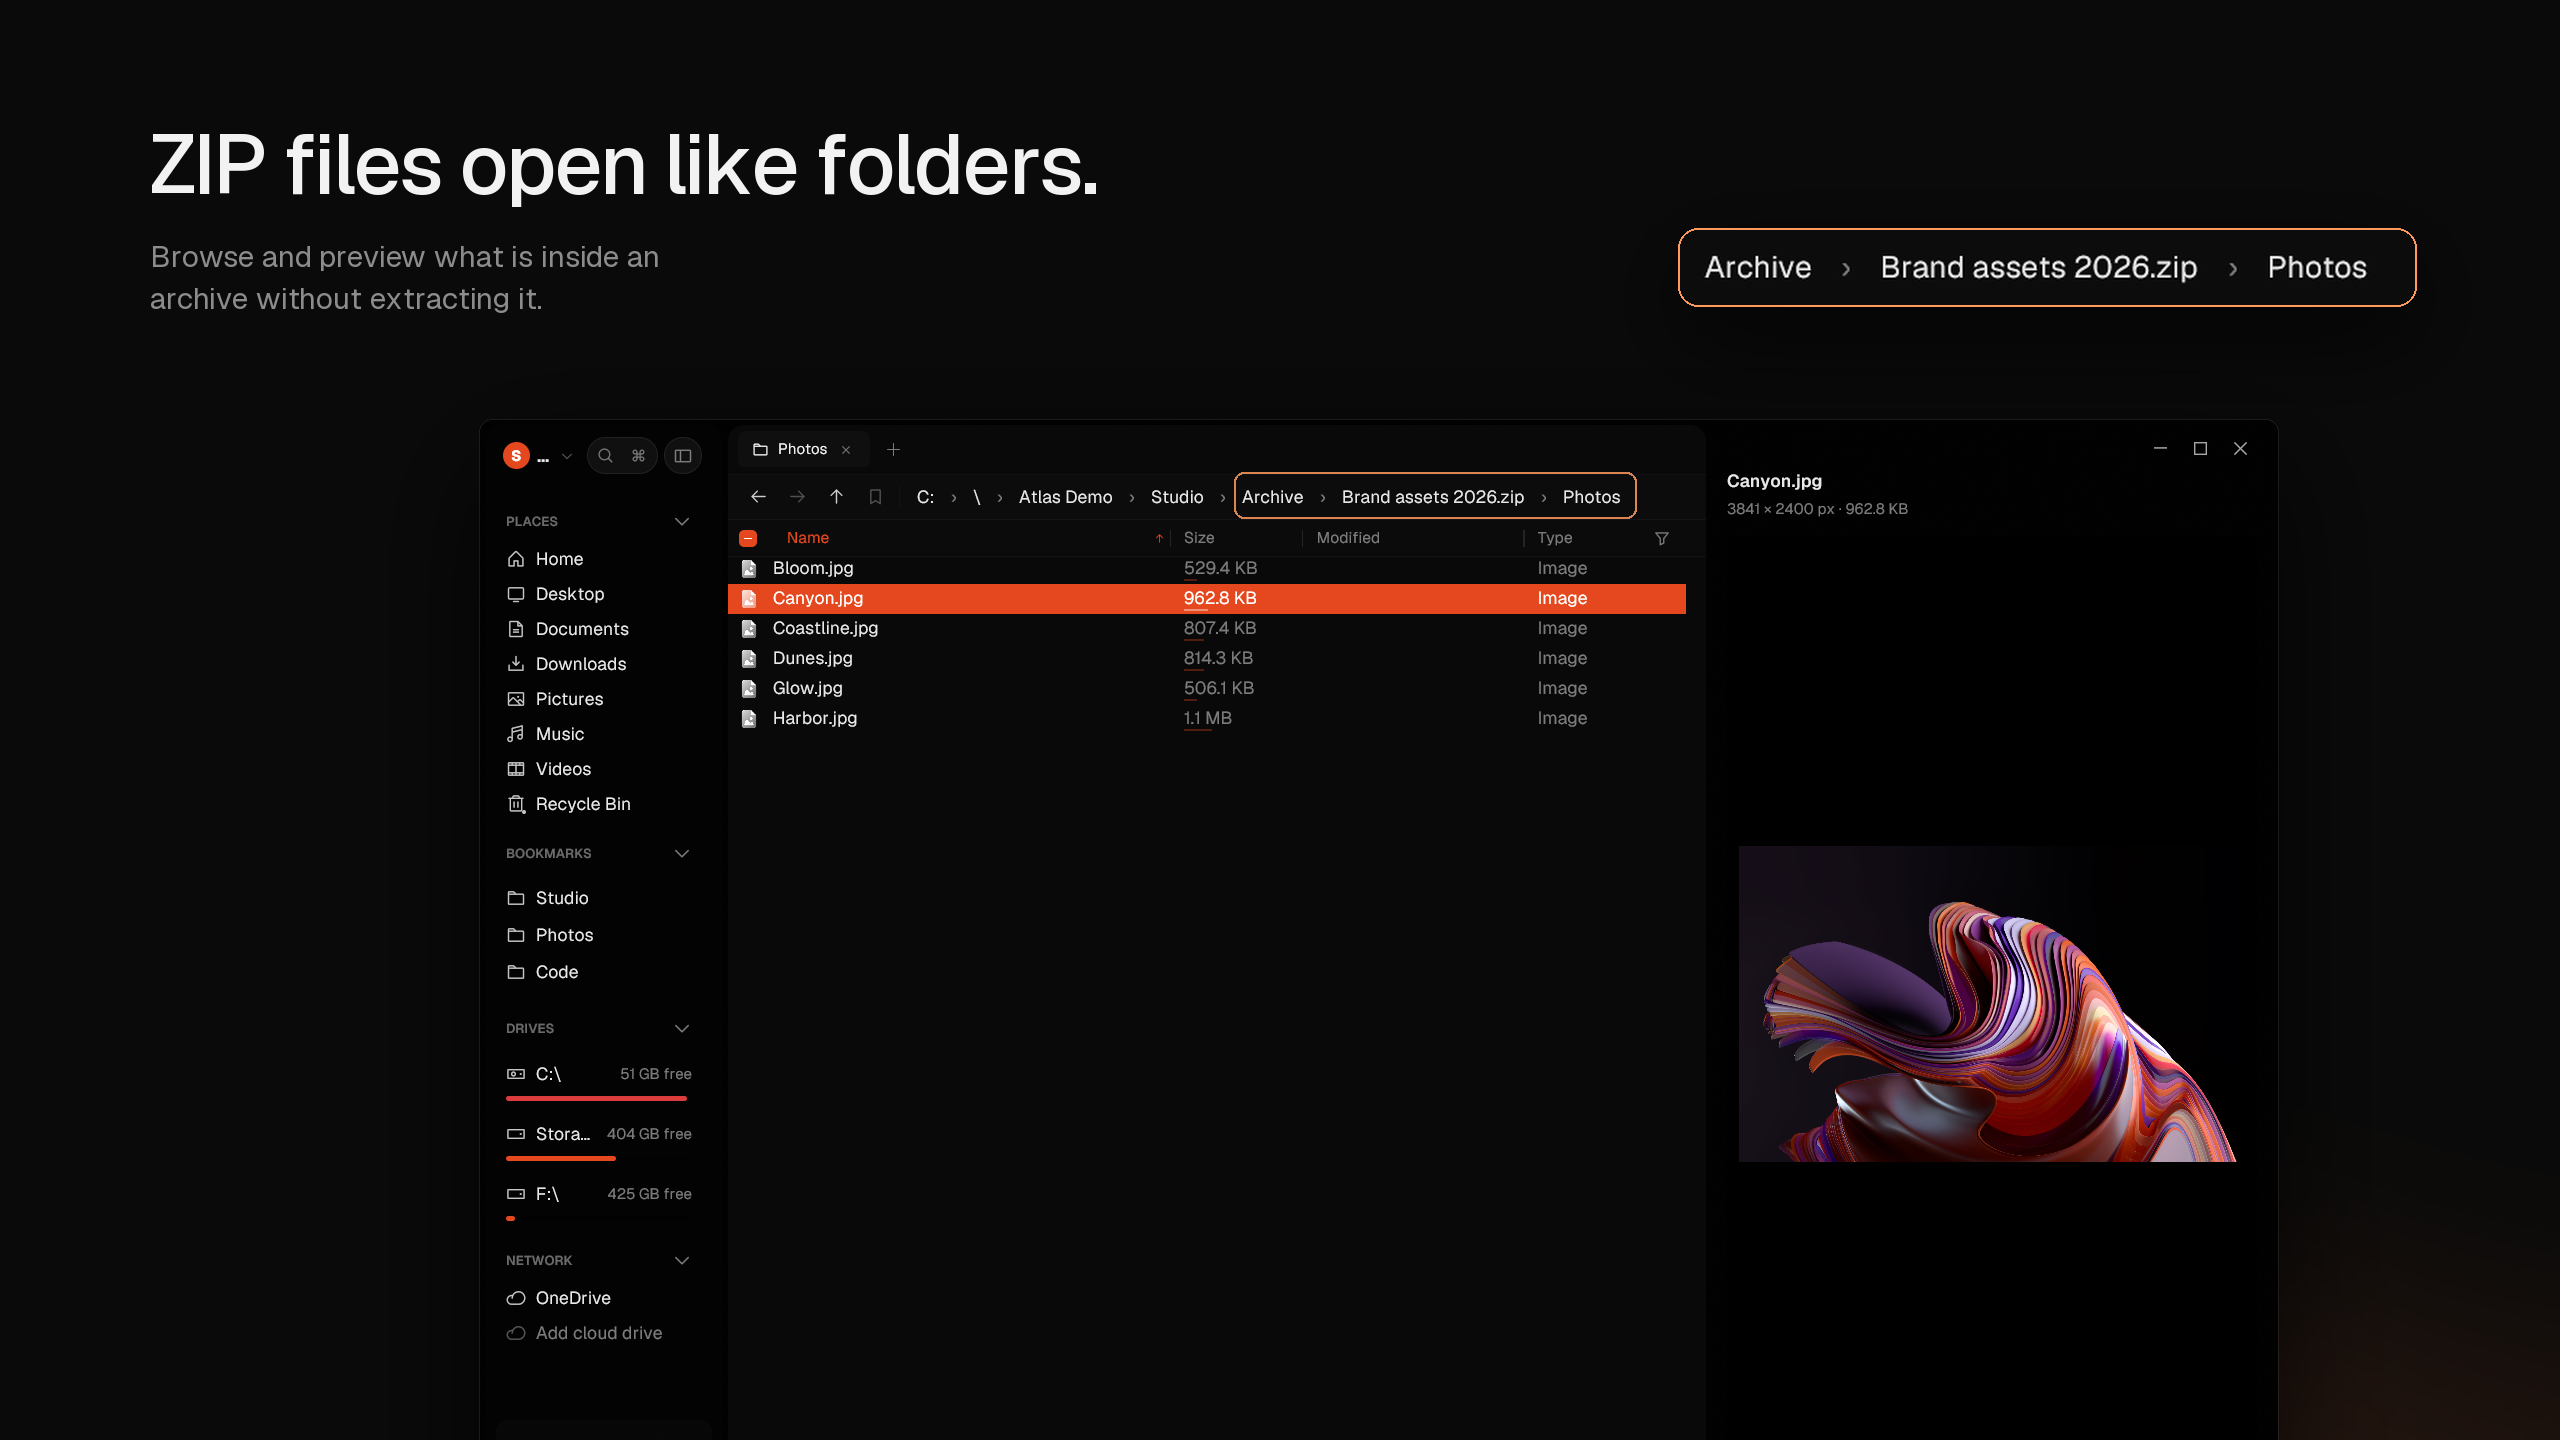 ZIP files open like folders.
Browse and preview what is inside an
archive without extracting it.
Archive › Brand assets 2026.zip › Photos
S ...
⌘
PLACES
Home
Desktop
Documents
Downloads
Pictures
Music
Videos
Recycle Bin
BOOKMARKS
Studio
Photos
Code
DRIVES
C:\ 51 GB free
Stora... 404 GB free
F:\ 425 GB free
NETWORK
OneDrive
Add cloud drive
Photos
C: › \ › Atlas Demo › Studio › Archive › Brand assets 2026.zip › Photos
Name Size Modified Type
Bloom.jpg 529.4 KB Image
Canyon.jpg 962.8 KB Image
Coastline.jpg 807.4 KB Image
Dunes.jpg 814.3 KB Image
Glow.jpg 506.1 KB Image
Harbor.jpg 1.1 MB Image
Canyon.jpg
3841 × 2400 px · 962.8 KB